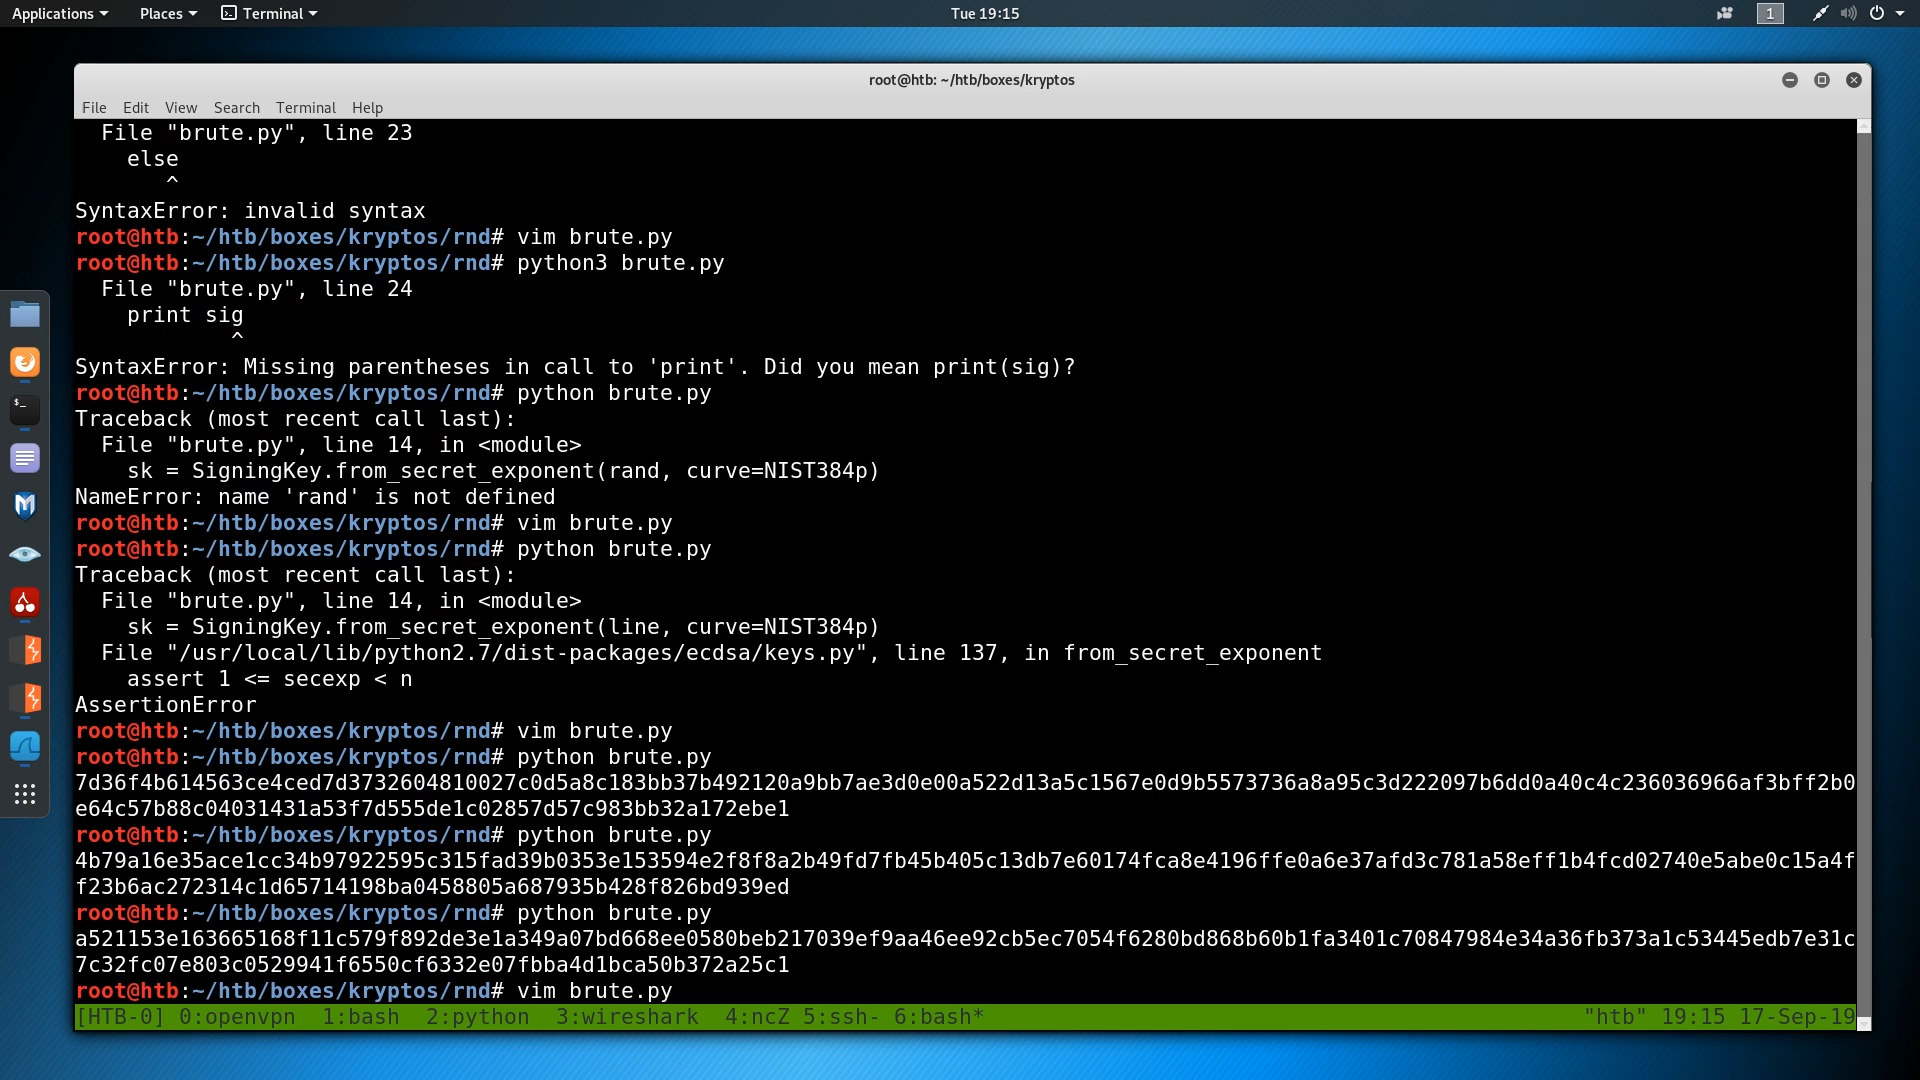 Applications Places Terminal Tue 19:15 1
root@htb: ~/htb/boxes/kryptos
File Edit View Search Terminal Help
  File "brute.py", line 23
    else
       ^
SyntaxError: invalid syntax
root@htb:~/htb/boxes/kryptos/rnd# vim brute.py
root@htb:~/htb/boxes/kryptos/rnd# python3 brute.py
  File "brute.py", line 24
    print sig
            ^
SyntaxError: Missing parentheses in call to 'print'. Did you mean print(sig)?
root@htb:~/htb/boxes/kryptos/rnd# python brute.py
Traceback (most recent call last):
  File "brute.py", line 14, in <module>
    sk = SigningKey.from_secret_exponent(rand, curve=NIST384p)
NameError: name 'rand' is not defined
root@htb:~/htb/boxes/kryptos/rnd# vim brute.py
root@htb:~/htb/boxes/kryptos/rnd# python brute.py
Traceback (most recent call last):
  File "brute.py", line 14, in <module>
    sk = SigningKey.from_secret_exponent(line, curve=NIST384p)
  File "/usr/local/lib/python2.7/dist-packages/ecdsa/keys.py", line 137, in from_secret_exponent
    assert 1 <= secexp < n
AssertionError
root@htb:~/htb/boxes/kryptos/rnd# vim brute.py
root@htb:~/htb/boxes/kryptos/rnd# python brute.py
7d36f4b614563ce4ced7d3732604810027c0d5a8c183bb37b492120a9bb7ae3d0e00a522d13a5c1567e0d9b5573736a8a95c3d222097b6dd0a40c4c236036966af3bff2b0
e64c57b88c04031431a53f7d555de1c02857d57c983bb32a172ebe1
root@htb:~/htb/boxes/kryptos/rnd# python brute.py
4b79a16e35ace1cc34b97922595c315fad39b0353e153594e2f8f8a2b49fd7fb45b405c13db7e60174fca8e4196ffe0a6e37afd3c781a58eff1b4fcd02740e5abe0c15a4f
f23b6ac272314c1d65714198ba0458805a687935b428f826bd939ed
root@htb:~/htb/boxes/kryptos/rnd# python brute.py
a521153e163665168f11c579f892de3e1a349a07bd668ee0580beb217039ef9aa46ee92cb5ec7054f6280bd868b60b1fa3401c70847984e34a36fb373a1c53445edb7e31c
7c32fc07e803c0529941f6550cf6332e07fbba4d1bca50b372a25c1
root@htb:~/htb/boxes/kryptos/rnd# vim brute.py
[HTB-0] 0:openvpn  1:bash  2:python  3:wireshark  4:ncZ 5:ssh- 6:bash* "htb" 19:15 17-Sep-19